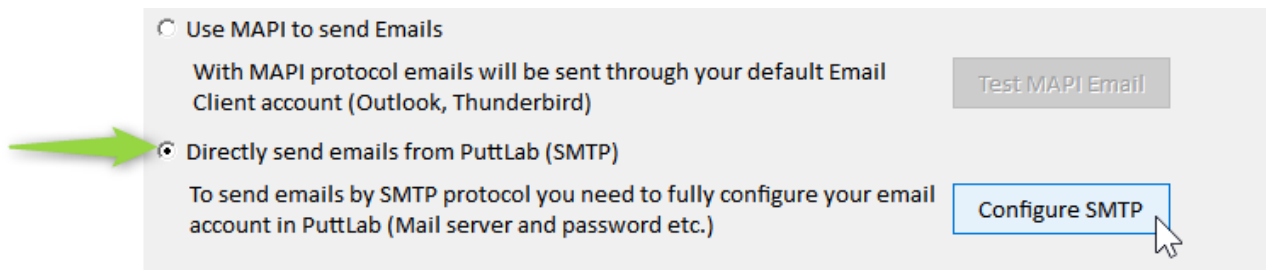 Use MAPI to send Emails
With MAPI protocol emails will be sent through your default Email
Client account (Outlook, Thunderbird)
Test MAPI Email
Directly send emails from PuttLab (SMTP)
To send emails by SMTP protocol you need to fully configure your email
account in PuttLab (Mail server and password etc.)
Configure SMTP